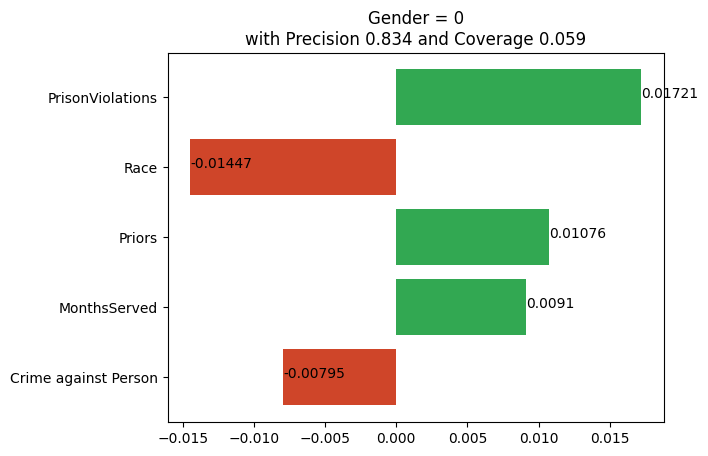 Gender = 0
with Precision 0.834 and Coverage 0.059
PrisonViolations
0.01721
Race
-0.01447
Priors
0.01076
MonthsServed
0.0091
Crime against Person
-0.00795
−0.015 −0.010 −0.005 0.000 0.005 0.010 0.015